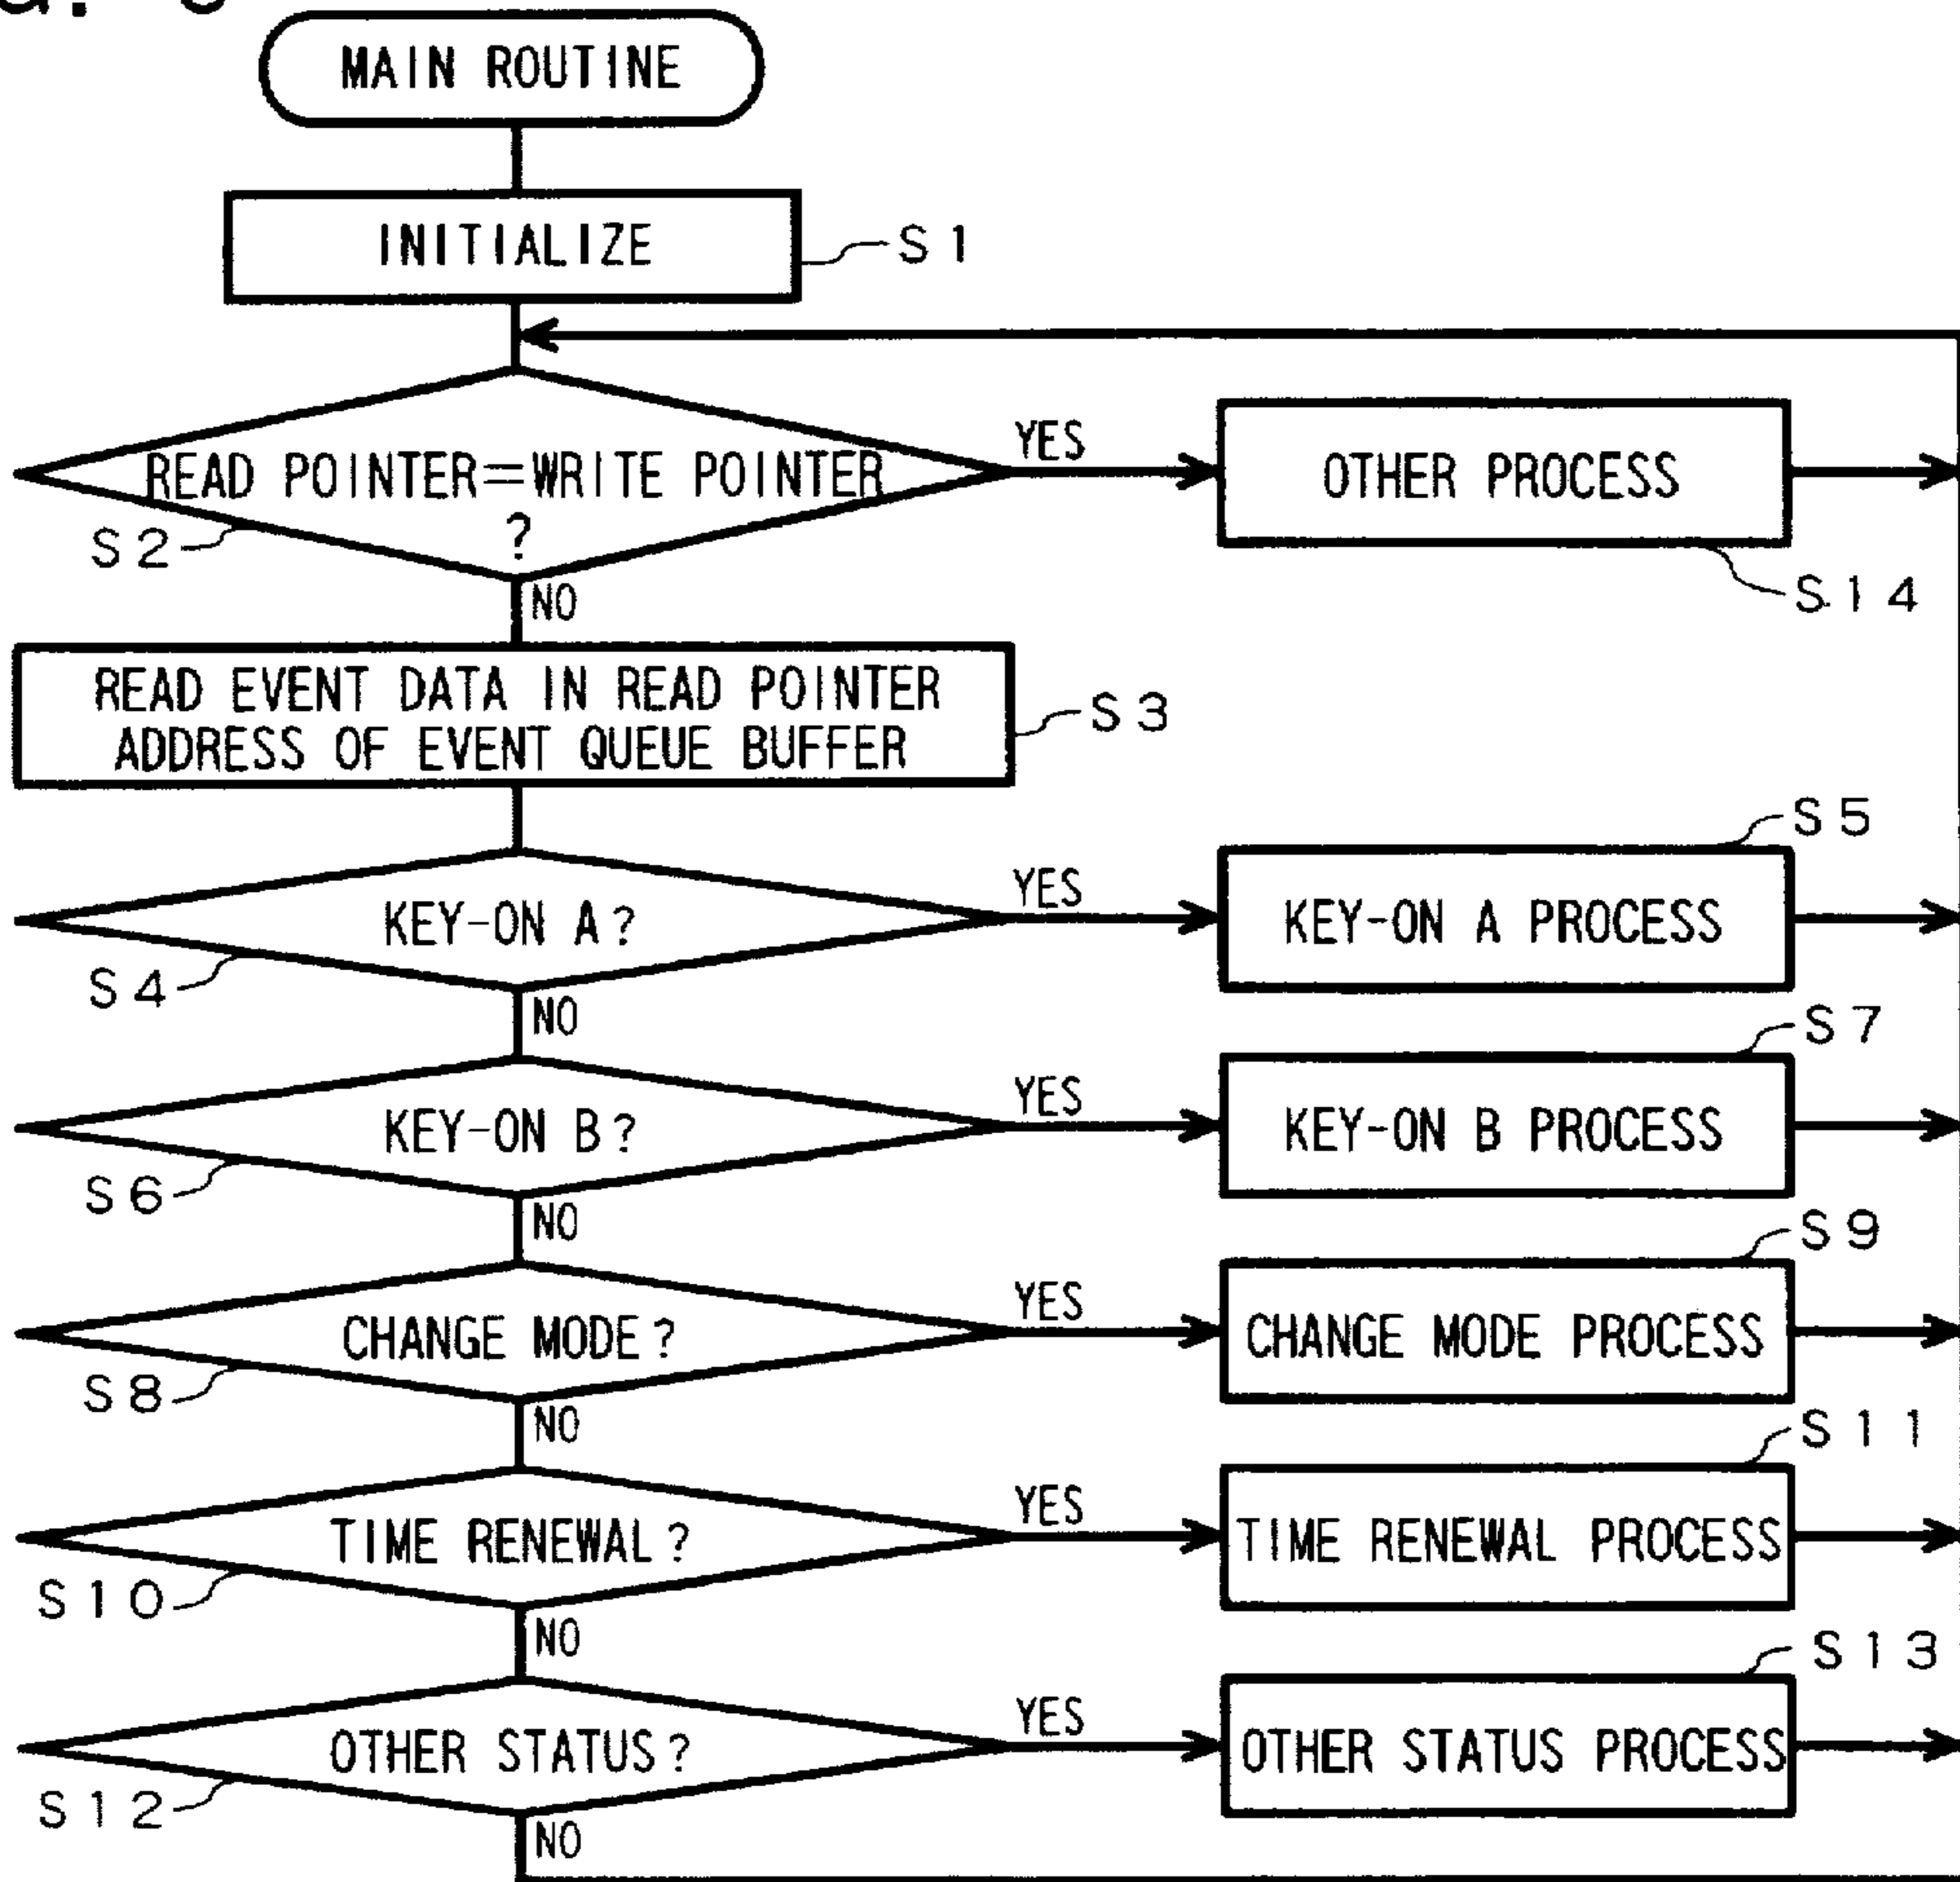 MAIN ROUTINE
INITIALIZE
S1
READ POINTER=WRITE POINTER
?
S2
YES
OTHER PROCESS
S14
NO
READ EVENT DATA IN READ POINTER
ADDRESS OF EVENT QUEUE BUFFER
S3
KEY-ON A?
S4
YES
KEY-ON A PROCESS
S5
NO
KEY-ON B?
S6
YES
KEY-ON B PROCESS
S7
NO
CHANGE MODE?
S8
YES
CHANGE MODE PROCESS
S9
NO
TIME RENEWAL?
S10
YES
TIME RENEWAL PROCESS
S11
NO
OTHER STATUS?
S12
YES
OTHER STATUS PROCESS
S13
NO